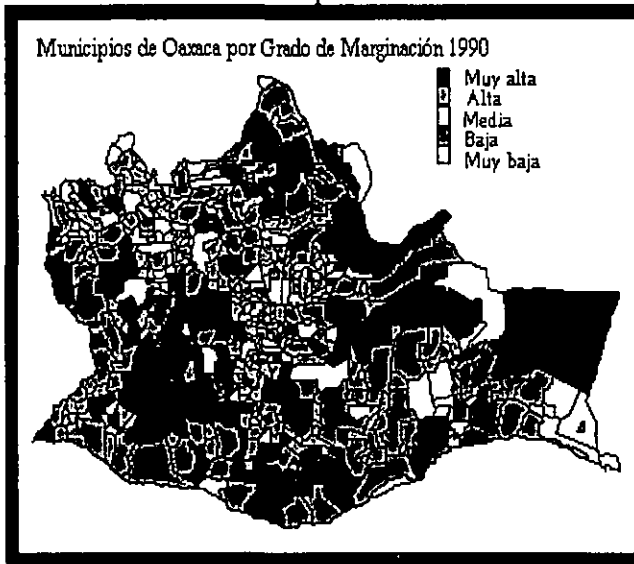 Municipios de Oaxaca por Grado de Marginación 1990
Muy alta
Alta
Media
Baja
Muy baja